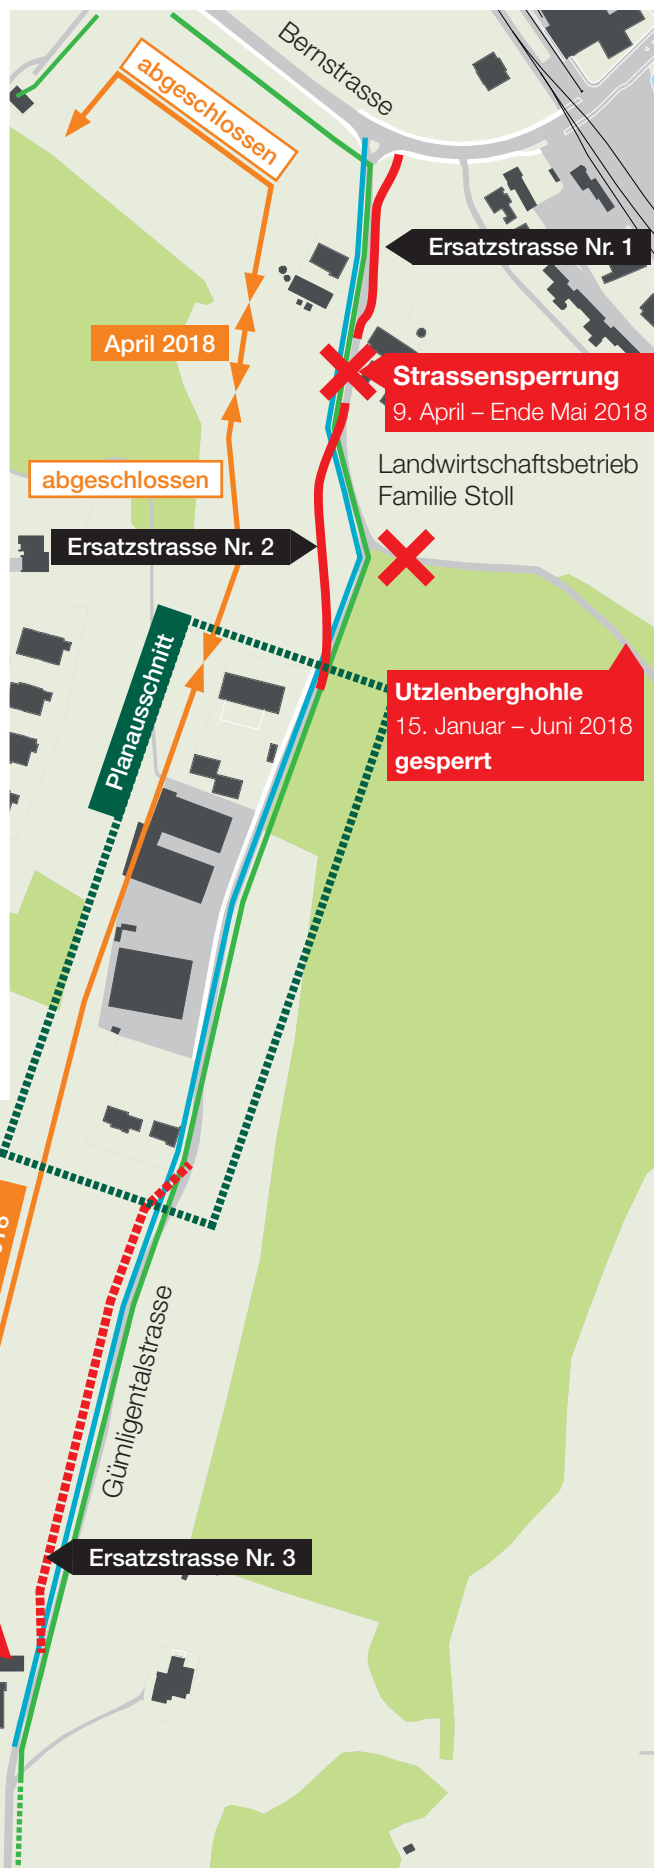 Bernstrasse
abgeschlossen
Ersatzstrasse Nr. 1
April 2018
Strassensperrung
9. April – Ende Mai 2018
Landwirtschaftsbetrieb
Familie Stoll
abgeschlossen
Ersatzstrasse Nr. 2
Planausschnitt
Utzlenberghohle
15. Januar – Juni 2018
gesperrt
Gümligentalstrasse
Ersatzstrasse Nr. 3